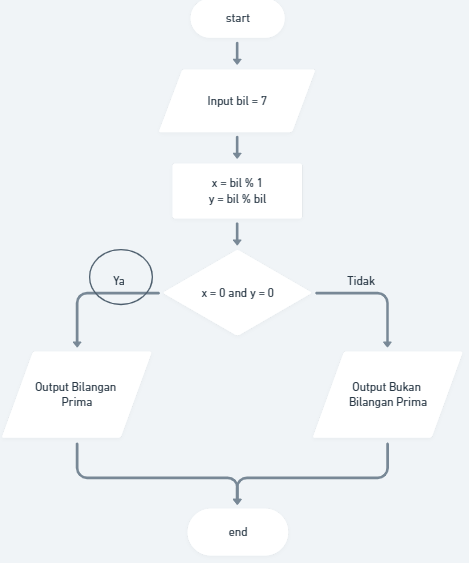 start
Input bil = 7
x = bil % 1
y = bil % bil
Ya
x = 0 and y = 0
Tidak
Output Bilangan
Prima
Output Bukan
Bilangan Prima
end